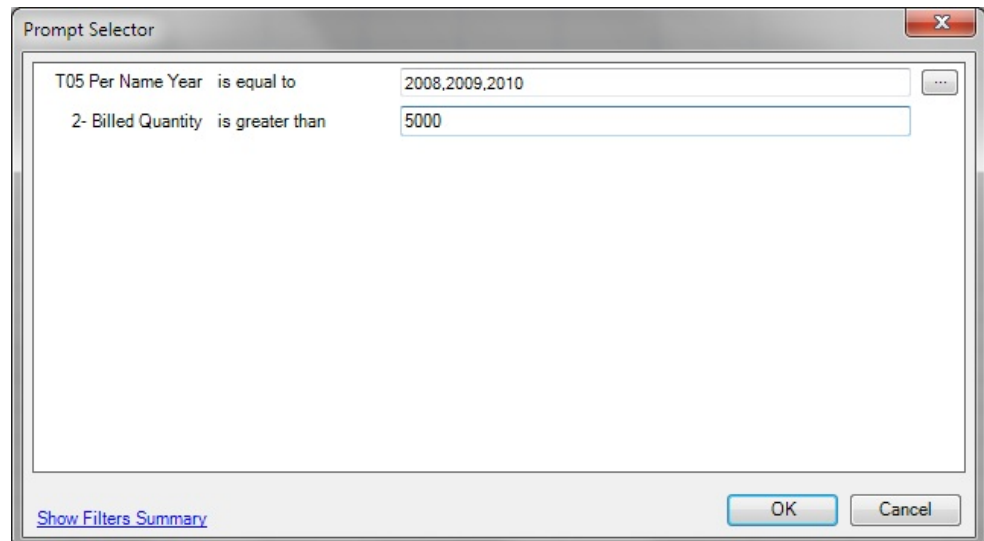 Prompt Selector
T05 Per Name Year is equal to 2008,2009,2010 ...
2- Billed Quantity is greater than 5000
Show Filters Summary OK Cancel